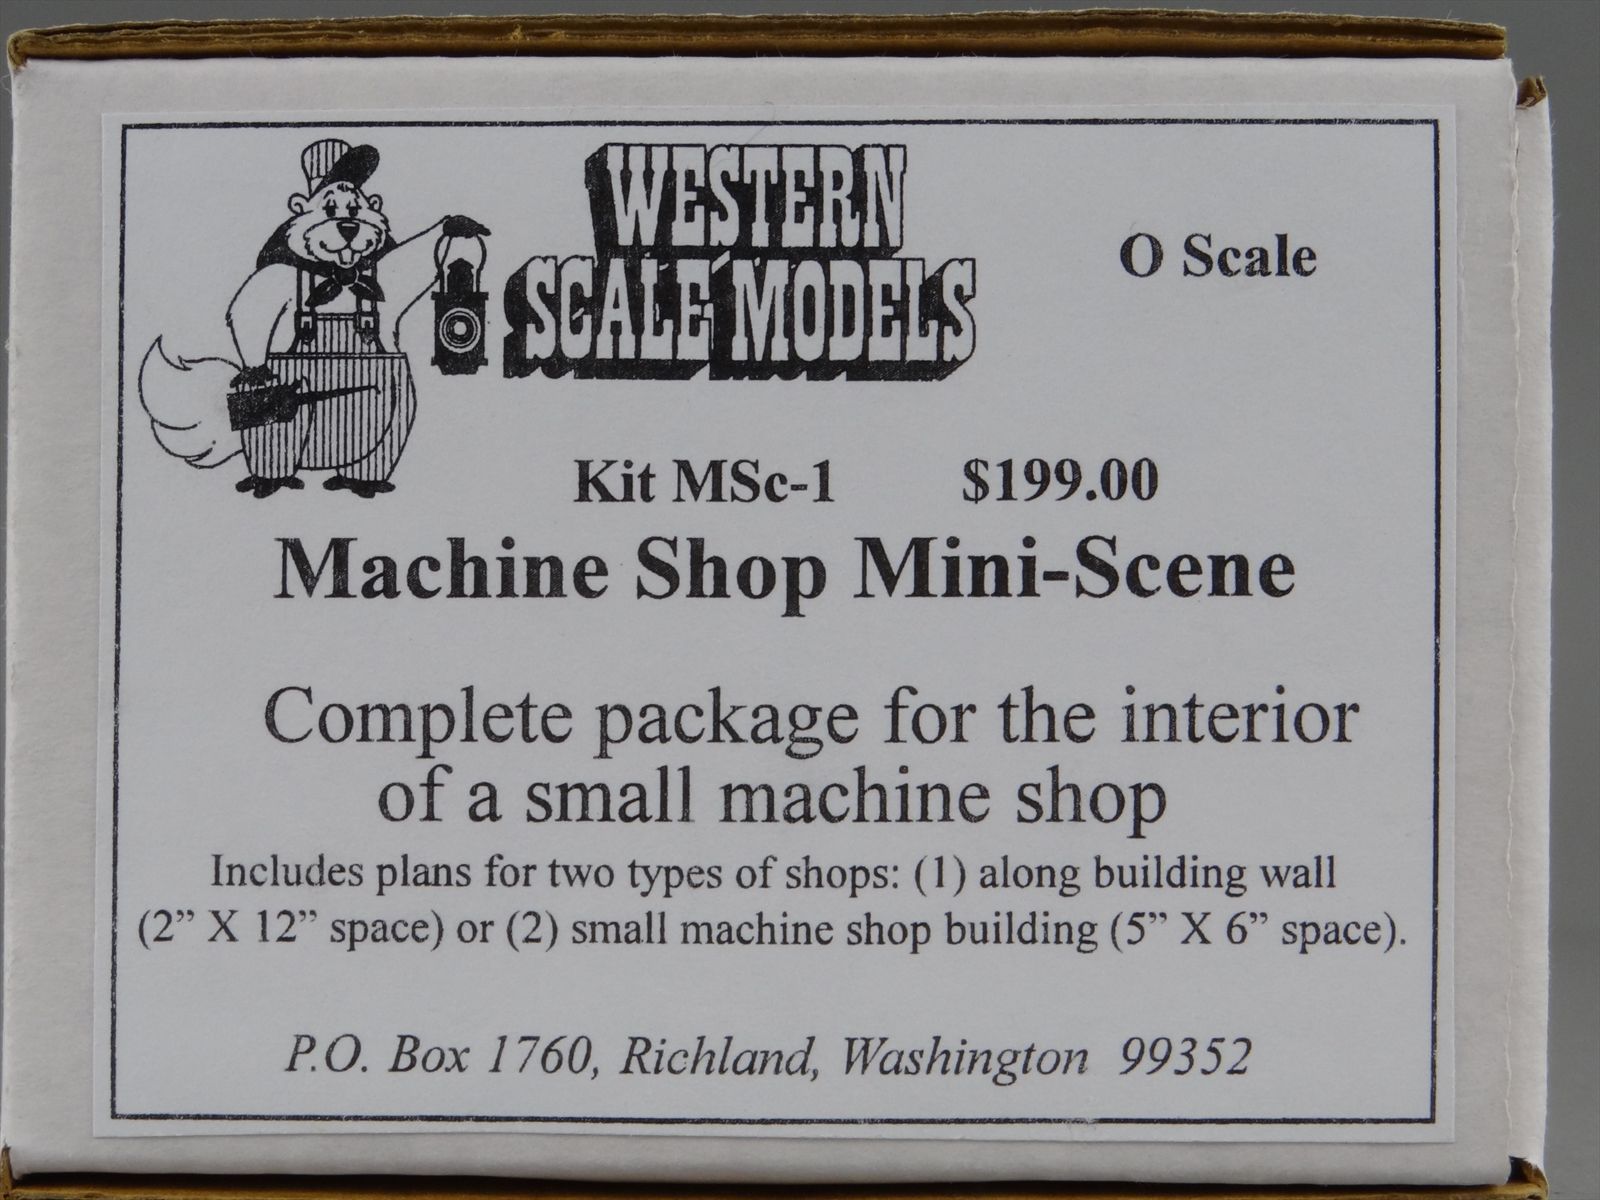 WESTERN
SCALE MODELS
O Scale
Kit MSc-1 $199.00
Machine Shop Mini-Scene
Complete package for the interior
of a small machine shop
Includes plans for two types of shops: (1) along building wall
(2” X 12” space) or (2) small machine shop building (5” X 6” space).
P.O. Box 1760, Richland, Washington 99352